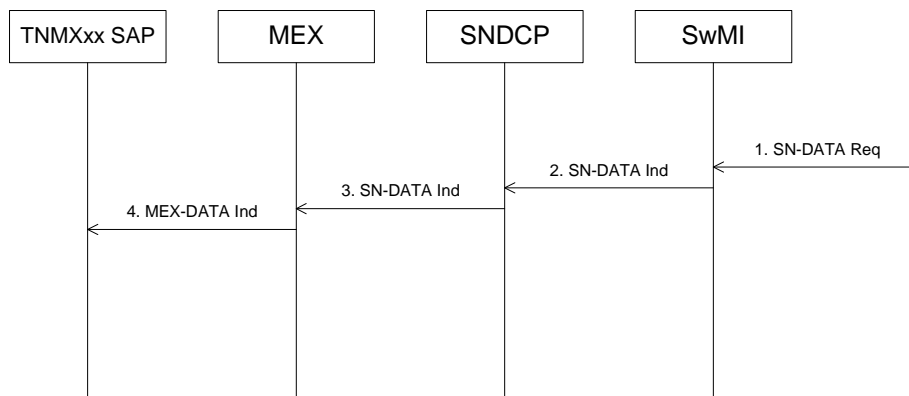 TNMXxx SAP
MEX
SNDCP
SwMI
1. SN-DATA Req
2. SN-DATA Ind
3. SN-DATA Ind
4. MEX-DATA Ind